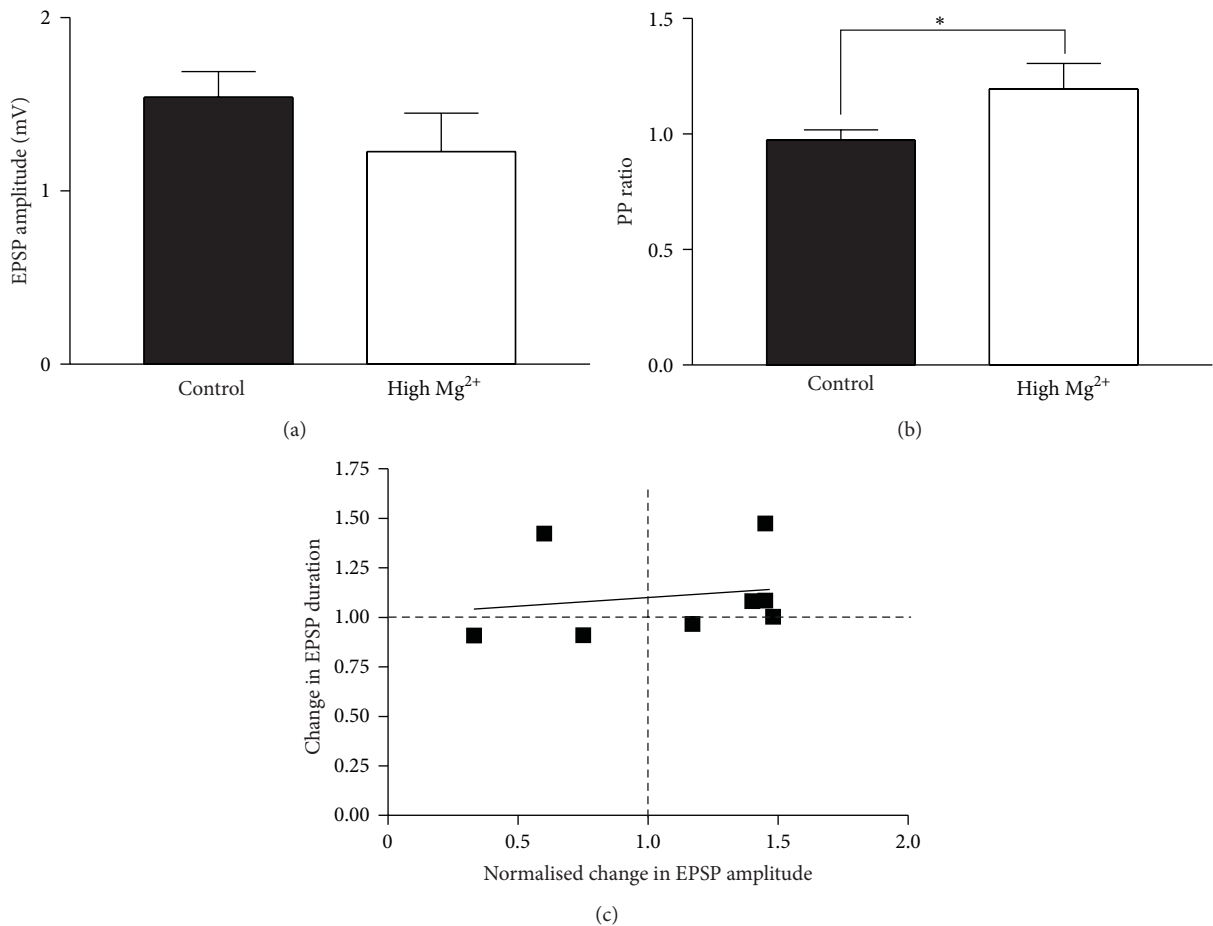 2
1
0
EPSP amplitude (mV)
Control
High Mg²⁺
(a)
1.5
1.0
0.5
0.0
PP ratio
*
Control
High Mg²⁺
(b)
1.75
1.50
1.25
1.00
0.75
0.50
0.25
0.00
Change in EPSP duration
0 0.5 1.0 1.5 2.0
Normalised change in EPSP amplitude
(c)